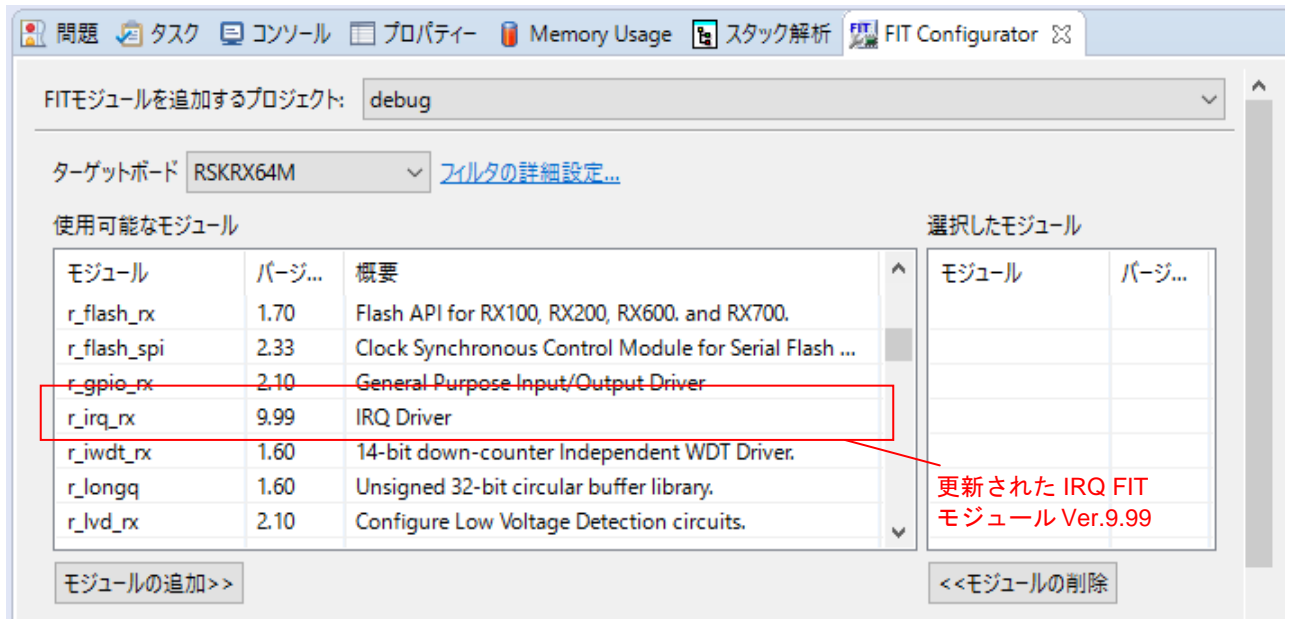 問題 タスク コンソール プロパティー Memory Usage スタック解析 FIT Configurator
FITモジュールを追加するプロジェクト: debug
ターゲットボード RSKRX64M フィルタの詳細設定...
使用可能なモジュール 選択したモジュール
モジュール バージ... 概要 モジュール バージ...
r_flash_rx 1.70 Flash API for RX100, RX200, RX600. and RX700.
r_flash_spi 2.33 Clock Synchronous Control Module for Serial Flash ...
r_gpio_rx 2.10 General Purpose Input/Output Driver
r_irq_rx 9.99 IRQ Driver
r_iwdt_rx 1.60 14-bit down-counter Independent WDT Driver.
r_longq 1.60 Unsigned 32-bit circular buffer library.
r_lvd_rx 2.10 Configure Low Voltage Detection circuits.
更新された IRQ FIT
モジュール Ver.9.99
モジュールの追加>> <<モジュールの削除